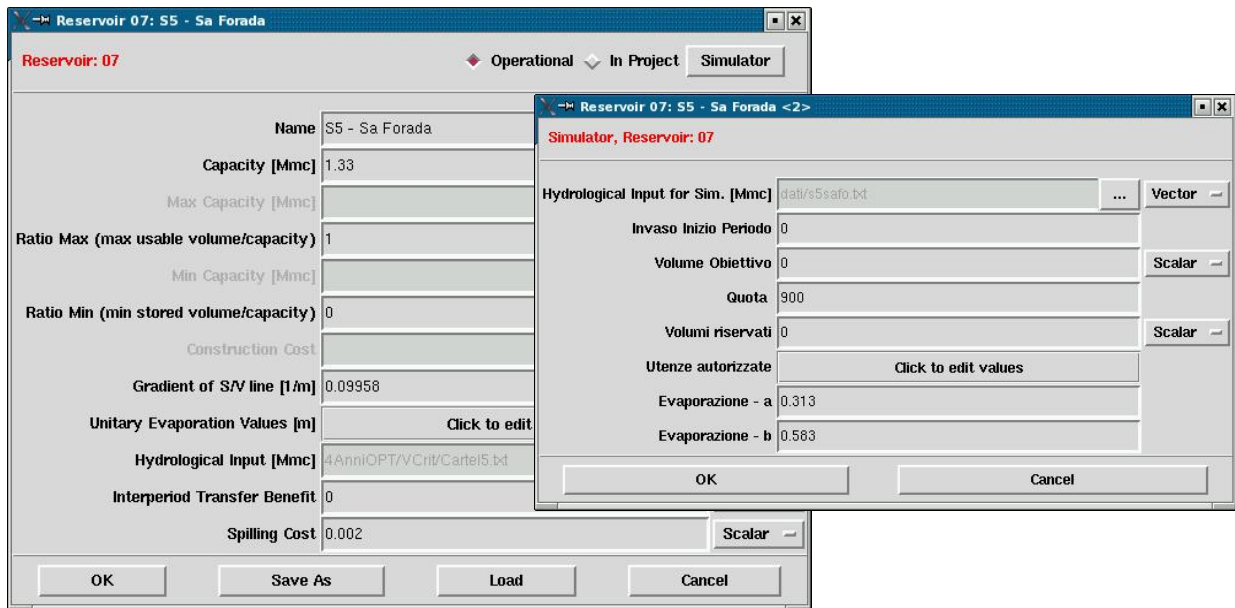 Reservoir 07: S5 - Sa Forada
Reservoir: 07
Operational In Project Simulator
Name S5 - Sa Forada
Capacity [Mmc] 1.33
Max Capacity [Mmc]
Ratio Max (max usable volume/capacity) 1
Min Capacity [Mmc]
Ratio Min (min stored volume/capacity) 0
Construction Cost
Gradient of S/V line [1/m] 0.09958
Unitary Evaporation Values [m] Click to edit
Hydrological Input [Mmc] 4AnniOPT/VCrit/Cartel5.txt
Interperiod Transfer Benefit 0
Spilling Cost 0.002 Scalar
OK Save As Load Cancel
Reservoir 07: S5 - Sa Forada <2>
Simulator, Reservoir: 07
Hydrological Input for Sim. [Mmc] dati/s5safo.txt ... Vector
Invaso Inizio Periodo 0
Volume Obiettivo 0 Scalar
Quota 900
Volumi riservati 0 Scalar
Utenze autorizzate Click to edit values
Evaporazione - a 0.313
Evaporazione - b 0.583
OK Cancel